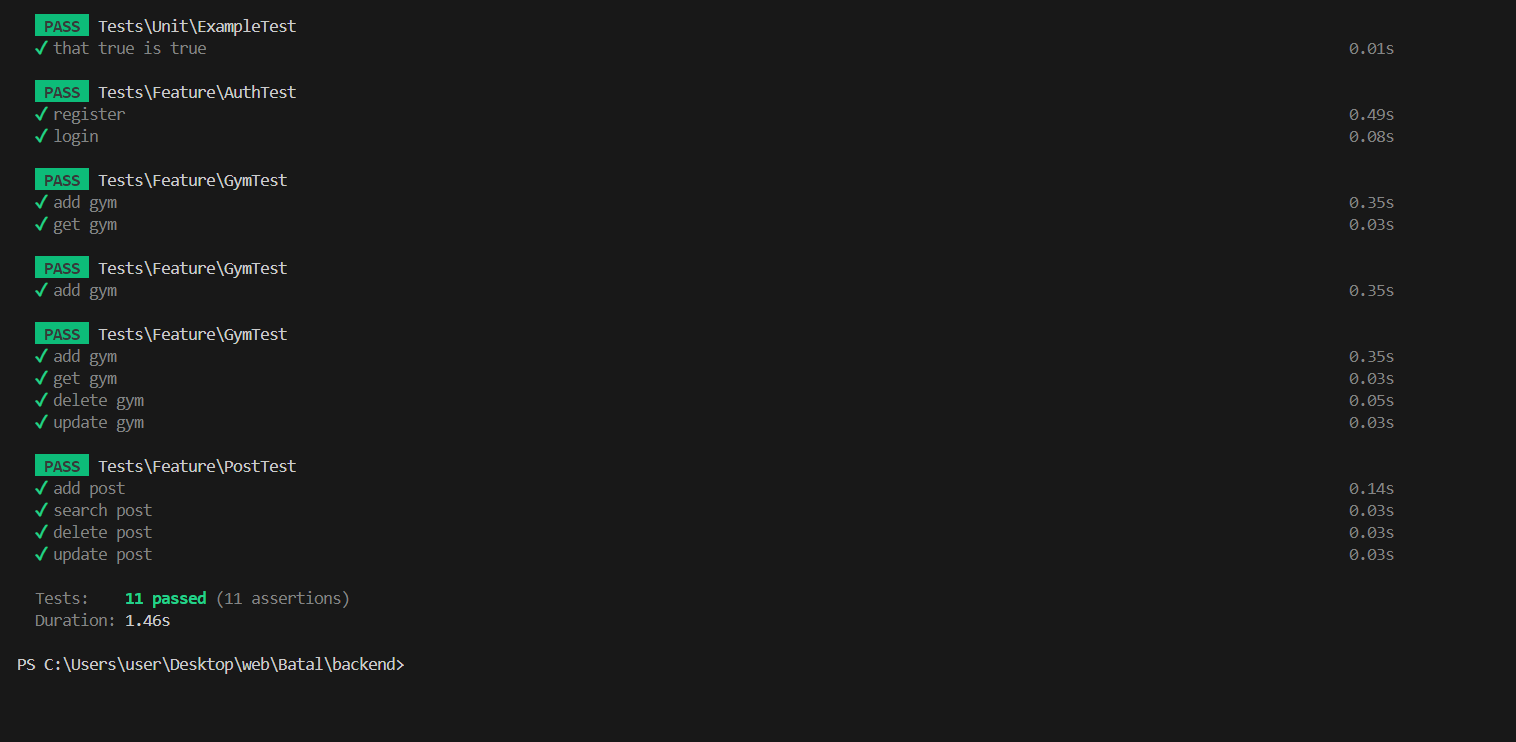 PASS Tests\Unit\ExampleTest
✓ that true is true 0.01s
PASS Tests\Feature\AuthTest
✓ register 0.49s
✓ login 0.08s
PASS Tests\Feature\GymTest
✓ add gym 0.35s
✓ get gym 0.03s
PASS Tests\Feature\GymTest
✓ add gym 0.35s
PASS Tests\Feature\GymTest
✓ add gym 0.35s
✓ get gym 0.03s
✓ delete gym 0.05s
✓ update gym 0.03s
PASS Tests\Feature\PostTest
✓ add post 0.14s
✓ search post 0.03s
✓ delete post 0.03s
✓ update post 0.03s
Tests: 11 passed (11 assertions)
Duration: 1.46s
PS C:\Users\user\Desktop\web\Batal\backend>